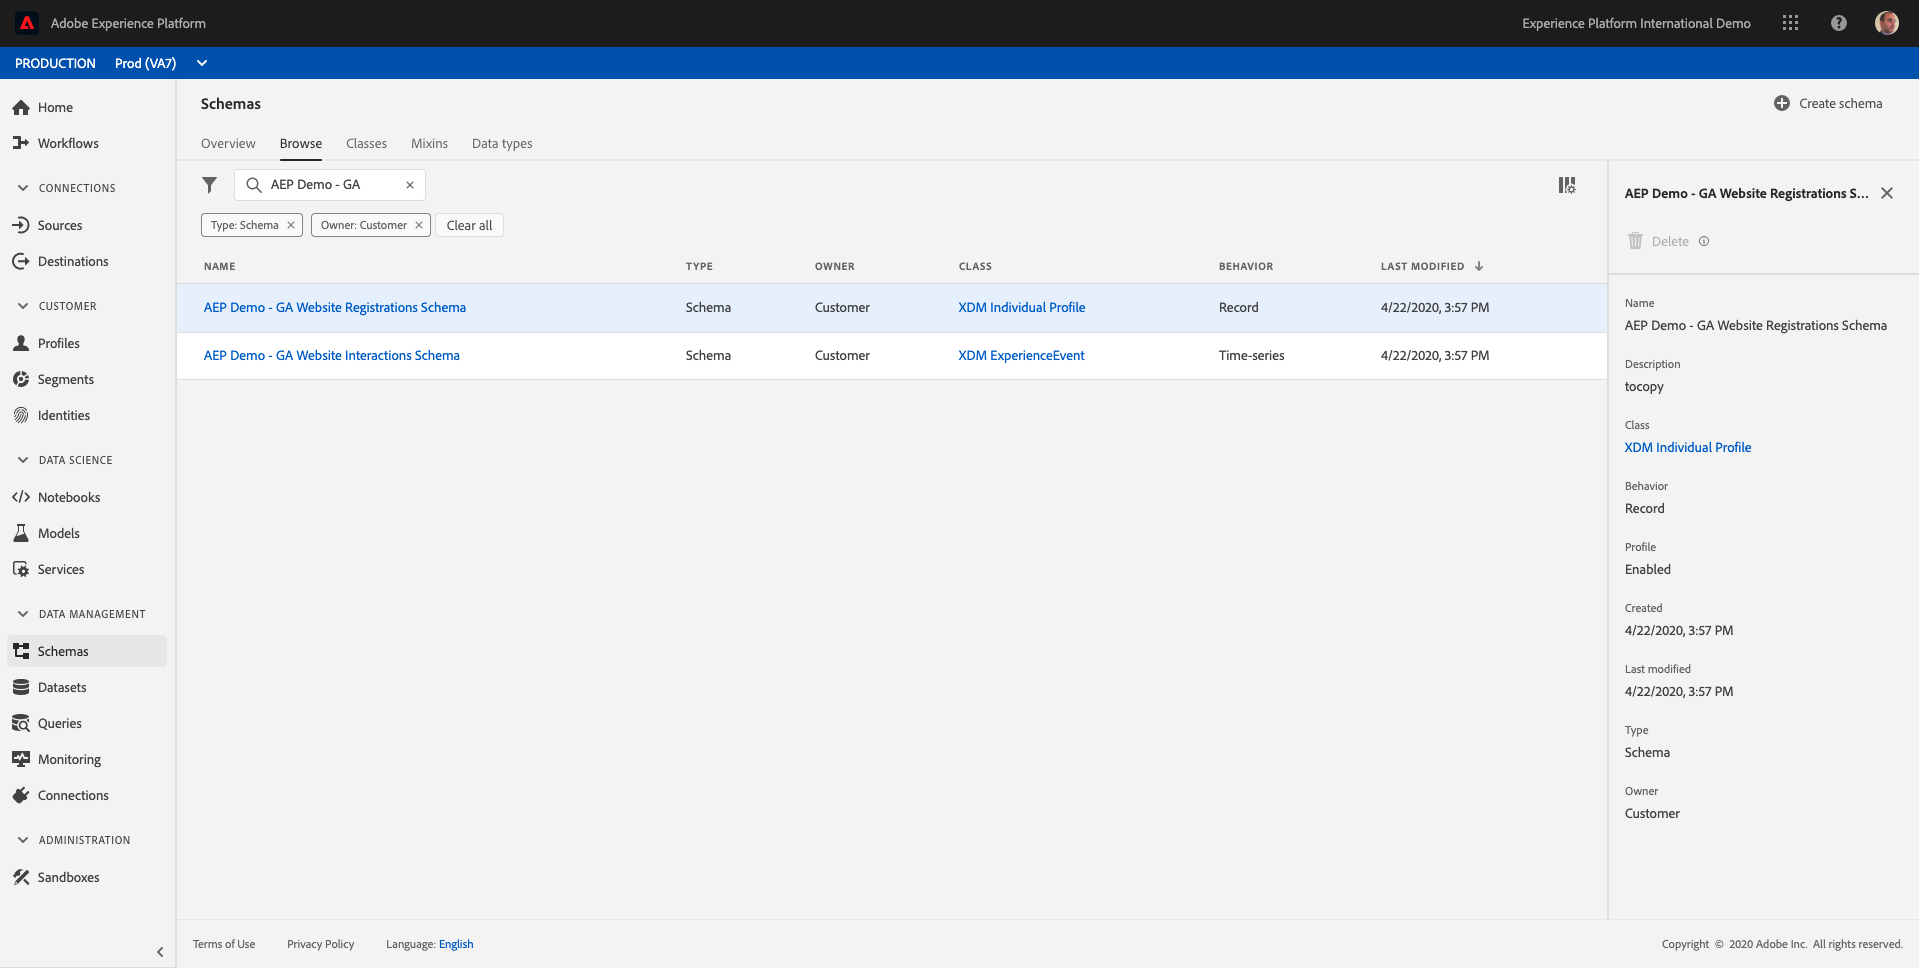 Adobe Experience Platform
Experience Platform International Demo
PRODUCTION Prod (VA7)
Home
Workflows
CONNECTIONS
Sources
Destinations
CUSTOMER
Profiles
Segments
Identities
DATA SCIENCE
Notebooks
Models
Services
DATA MANAGEMENT
Schemas
Datasets
Queries
Monitoring
Connections
ADMINISTRATION
Sandboxes
Schemas
Create schema
Overview Browse Classes Mixins Data types
AEP Demo - GA
Type: Schema Owner: Customer Clear all
NAME TYPE OWNER CLASS BEHAVIOR LAST MODIFIED
AEP Demo - GA Website Registrations Schema Schema Customer XDM Individual Profile Record 4/22/2020, 3:57 PM
AEP Demo - GA Website Interactions Schema Schema Customer XDM ExperienceEvent Time-series 4/22/2020, 3:57 PM
AEP Demo - GA Website Registrations S...
Delete
Name
AEP Demo - GA Website Registrations Schema
Description
tocopy
Class
XDM Individual Profile
Behavior
Record
Profile
Enabled
Created
4/22/2020, 3:57 PM
Last modified
4/22/2020, 3:57 PM
Type
Schema
Owner
Customer
Terms of Use Privacy Policy Language: English
Copyright © 2020 Adobe Inc. All rights reserved.